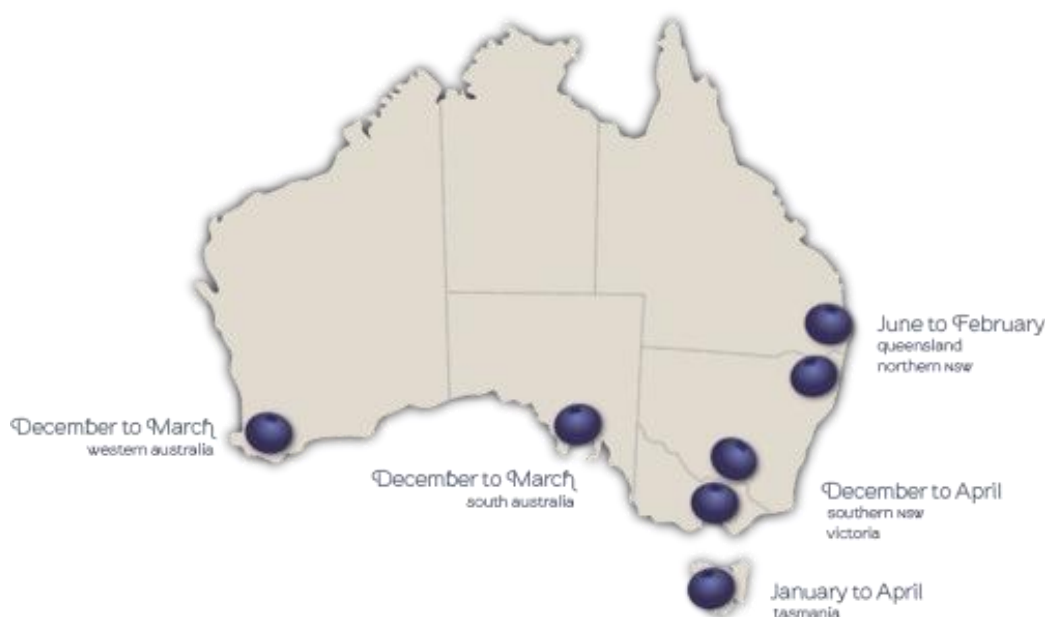 June to February
queensland
northern NSW
December to March
western australia
December to March
south australia
December to April
southern NSW
victoria
January to April
tasmania